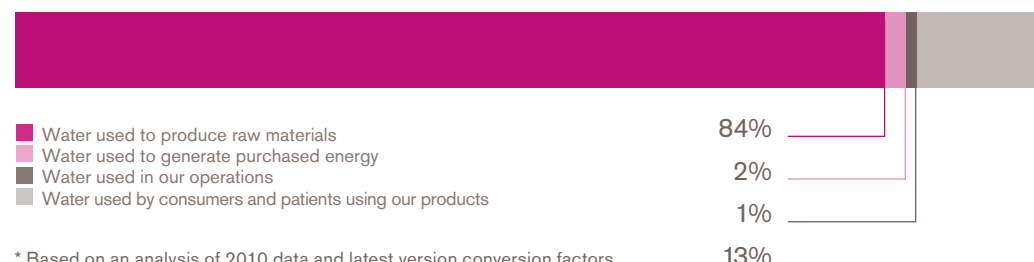 Water used to produce raw materials 84%
Water used to generate purchased energy 2%
Water used in our operations 1%
Water used by consumers and patients using our products 13%
* Based on an analysis of 2010 data and latest version conversion factors